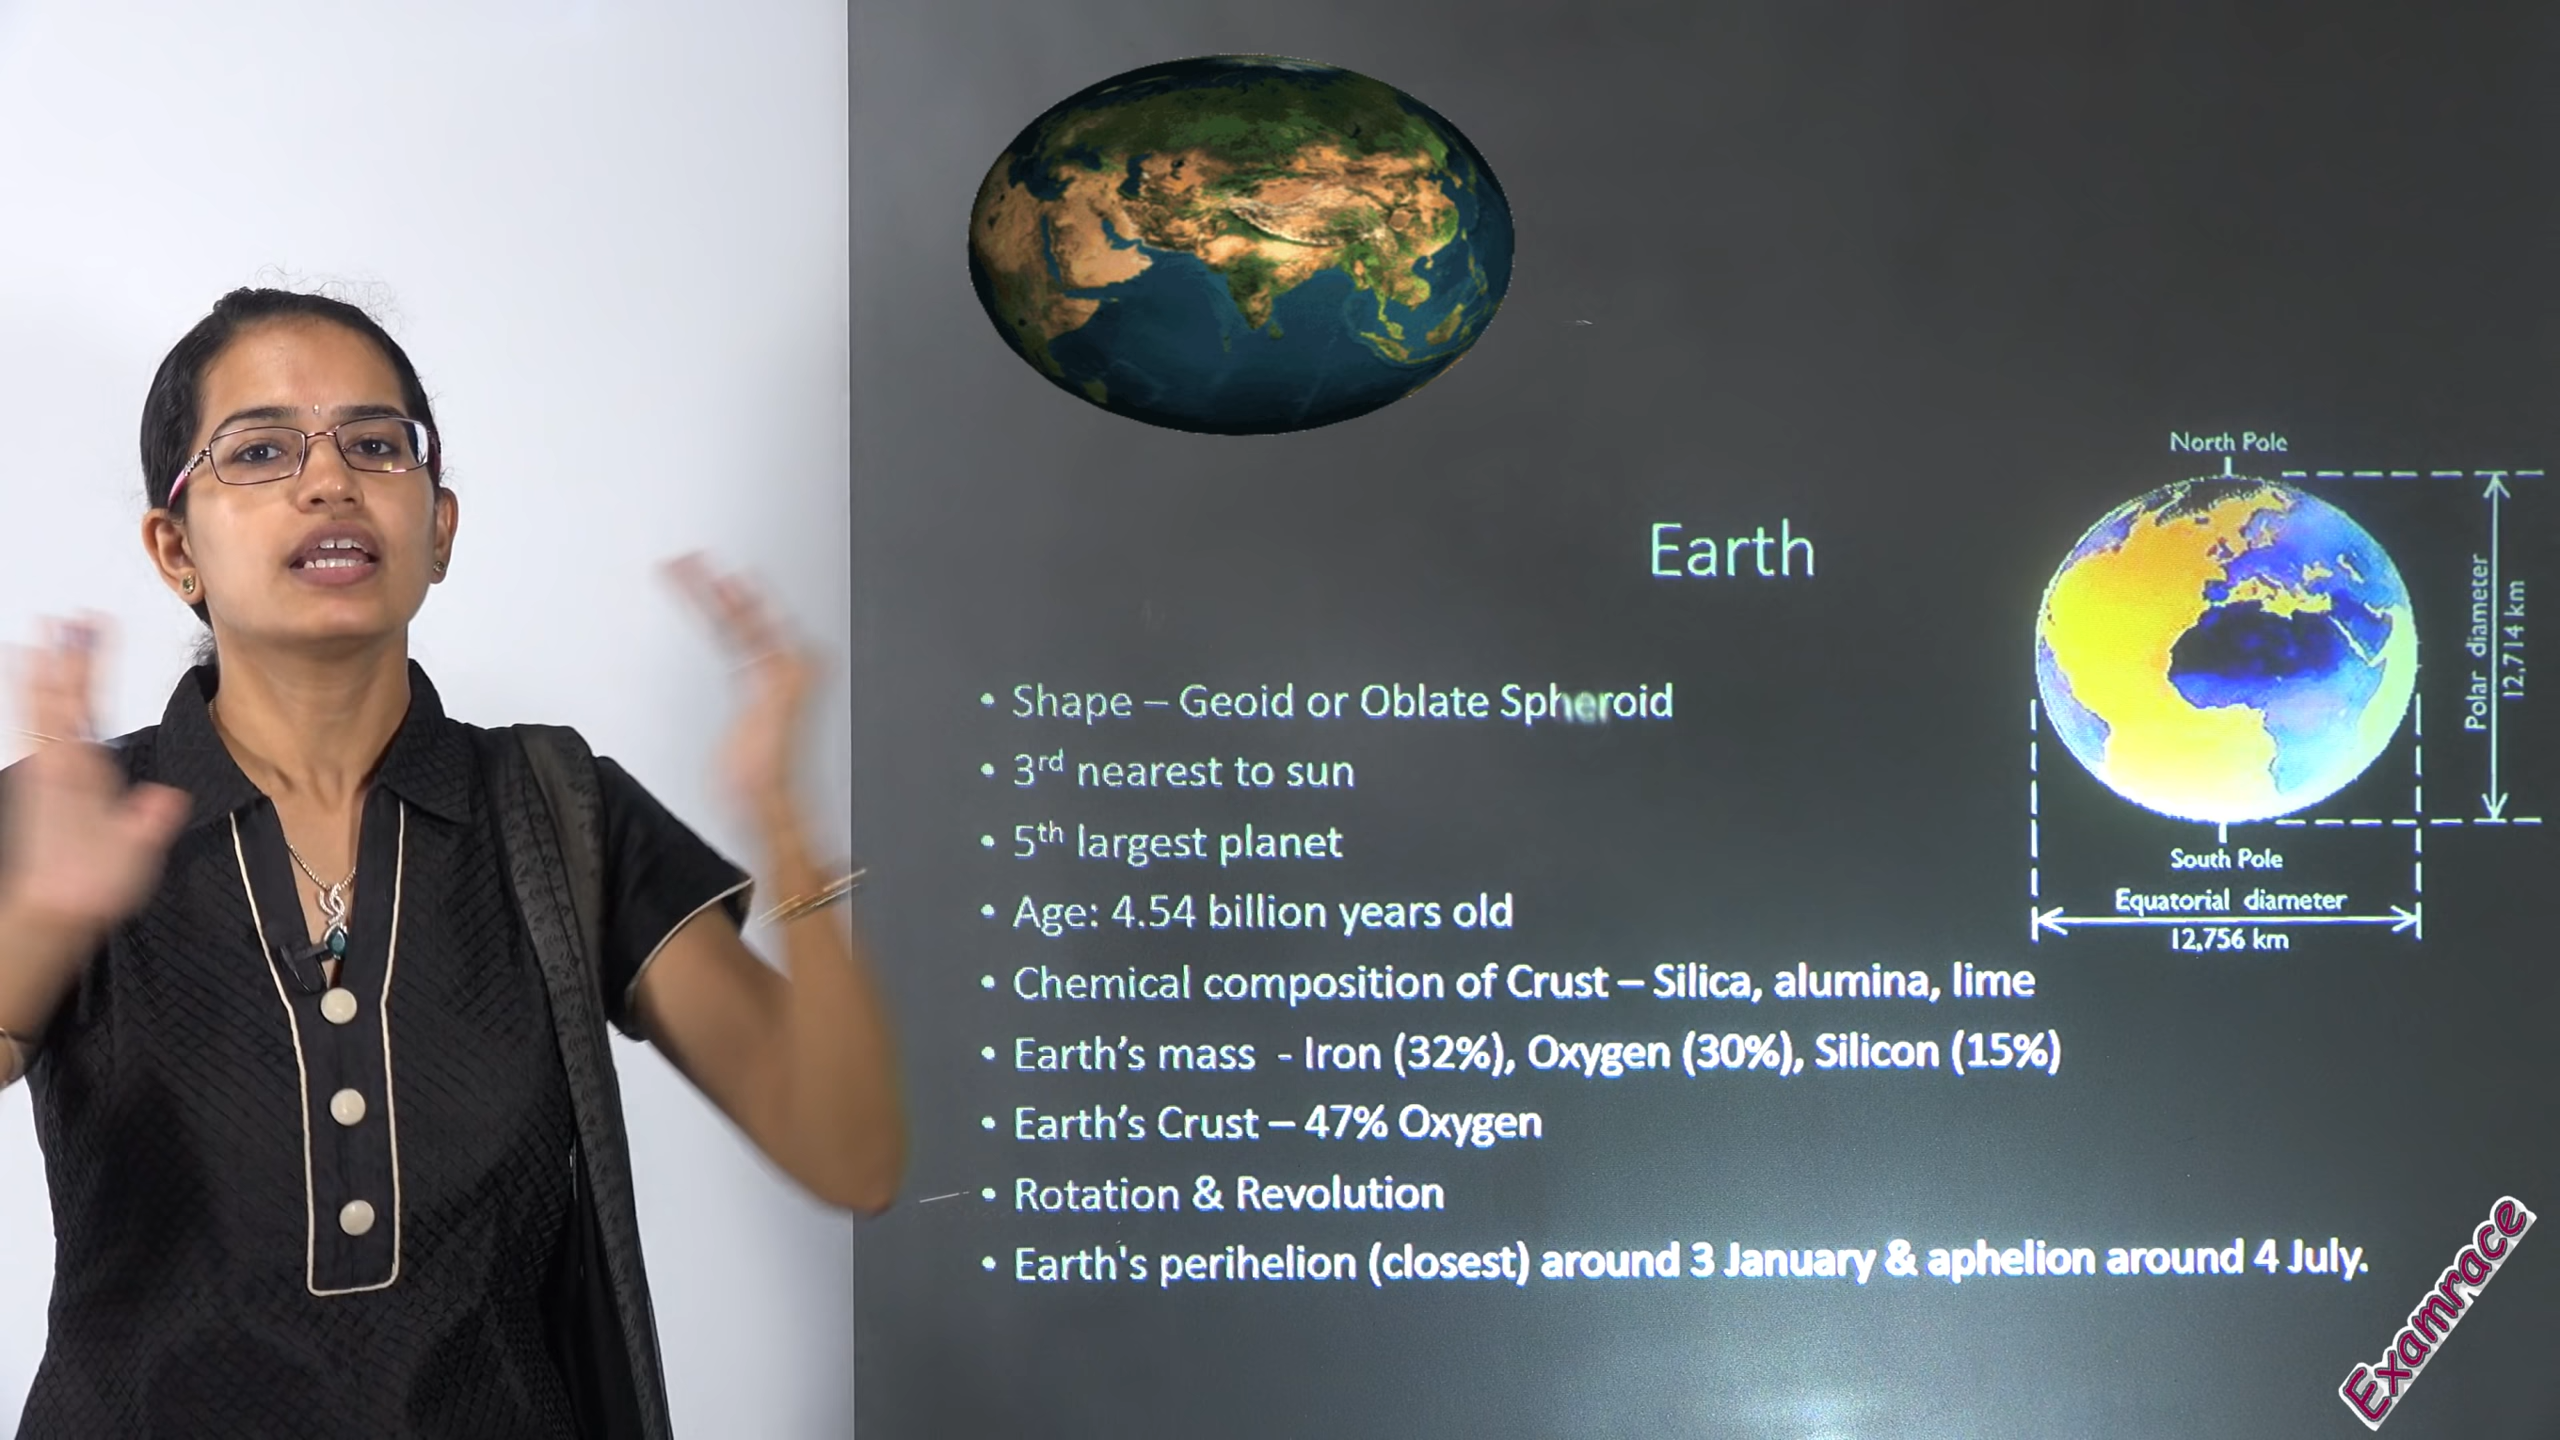 North Pole
Earth
Polar diameter
12,714 km
• Shape – Geoid or Oblate Spheroid
• 3rd nearest to sun
• 5th largest planet
South Pole
• Age: 4.54 billion years old
Equatorial diameter
12,756 km
• Chemical composition of Crust – Silica, alumina, lime
• Earth’s mass - Iron (32%), Oxygen (30%), Silicon (15%)
• Earth’s Crust – 47% Oxygen
• Rotation & Revolution
• Earth's perihelion (closest) around 3 January & aphelion around 4 July.
Examrace